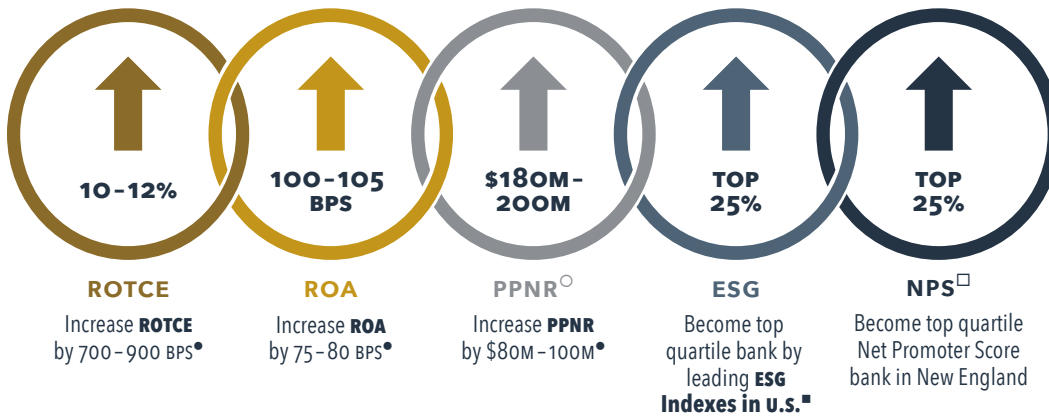 10–12%
100–105
BPS
$180M–
200M
TOP
25%
TOP
25%
ROTCE
Increase ROTCE
by 700–900 BPS●
ROA
Increase ROA
by 75–80 BPS●
PPNR○
Increase PPNR
by $80M–100M●
ESG
Become top
quartile bank by
leading ESG
Indexes in U.S.■
NPS□
Become top quartile
Net Promoter Score
bank in New England